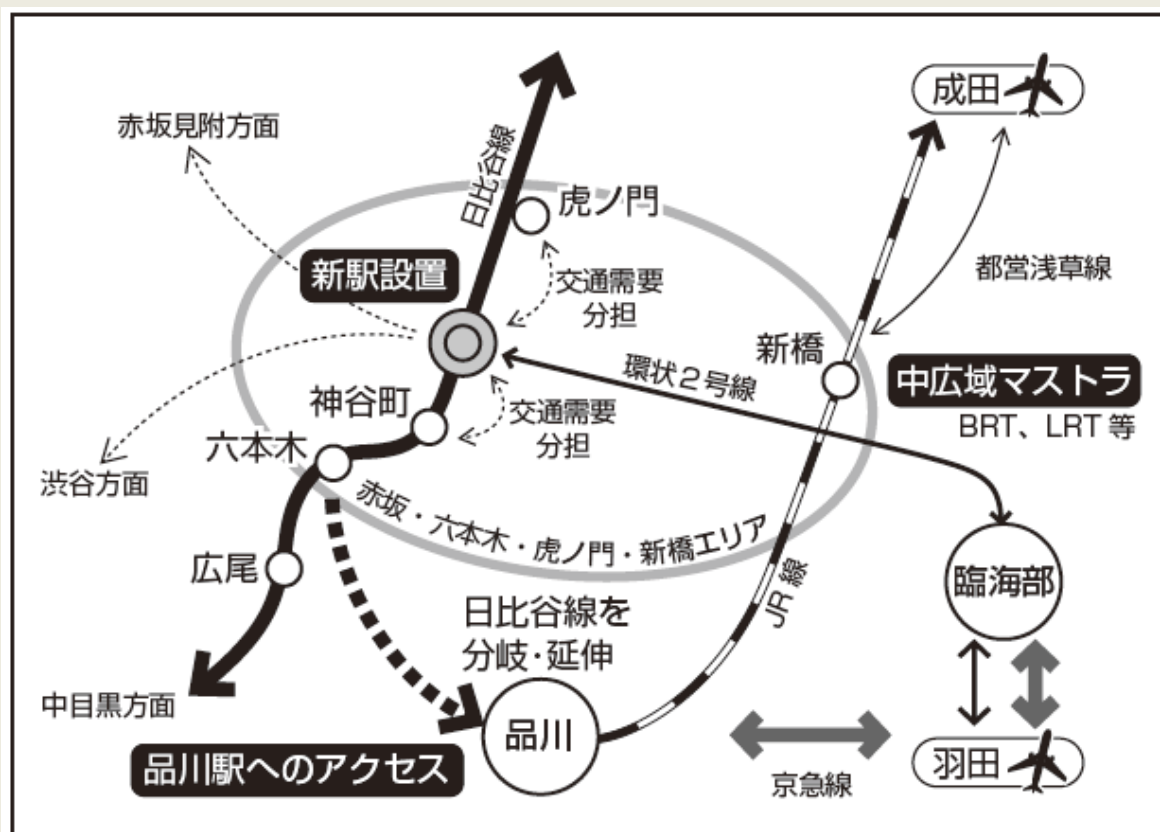 成田
赤坂見附方面
日比谷線
虎ノ門
新駅設置
交通需要
分担
都営浅草線
新橋
環状２号線
中広域マストラ
BRT、LRT 等
神谷町
交通需要
分担
六本木
渋谷方面
赤坂・六本木・虎ノ門・新橋エリア
広尾
JR 線
臨海部
日比谷線を
分岐・延伸
中目黒方面
品川
品川駅へのアクセス
京急線
羽田